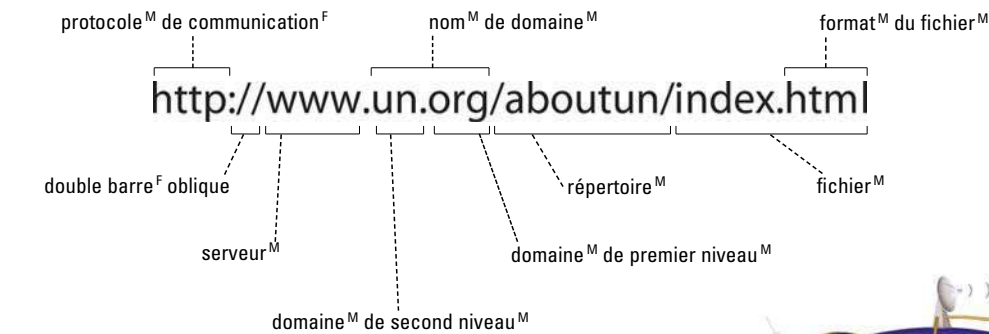 protocoleᴹ de communicationᶠ
nomᴹ de domaineᴹ
formatᴹ du fichierᴹ
http://www.un.org/aboutun/index.html
double barreᶠ oblique
répertoireᴹ
fichierᴹ
serveurᴹ
domaineᴹ de premier niveauᴹ
domaineᴹ de second niveauᴹ